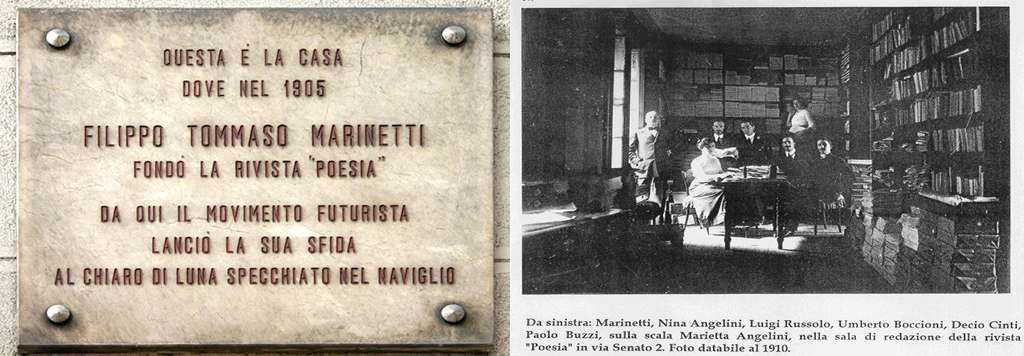 QUESTA E LA CASA
DOVE NEL 1905
FILIPPO TOMMASO MARINETTI
FONDÒ LA RIVISTA "POESIA"
DA QUI IL MOVIMENTO FUTURISTA
LANCIÒ LA SUA SFIDA
AL CHIARO DI LUNA SPECCHIATO NEL NAVIGLIO
Da sinistra: Marinetti, Nina Angelini, Luigi Russolo, Umberto Boccioni, Decio Cinti,
Paolo Buzzi, sulla scala Marietta Angelini, nella sala di redazione della rivista
"Poesia" in via Senato 2. Foto databile al 1910.